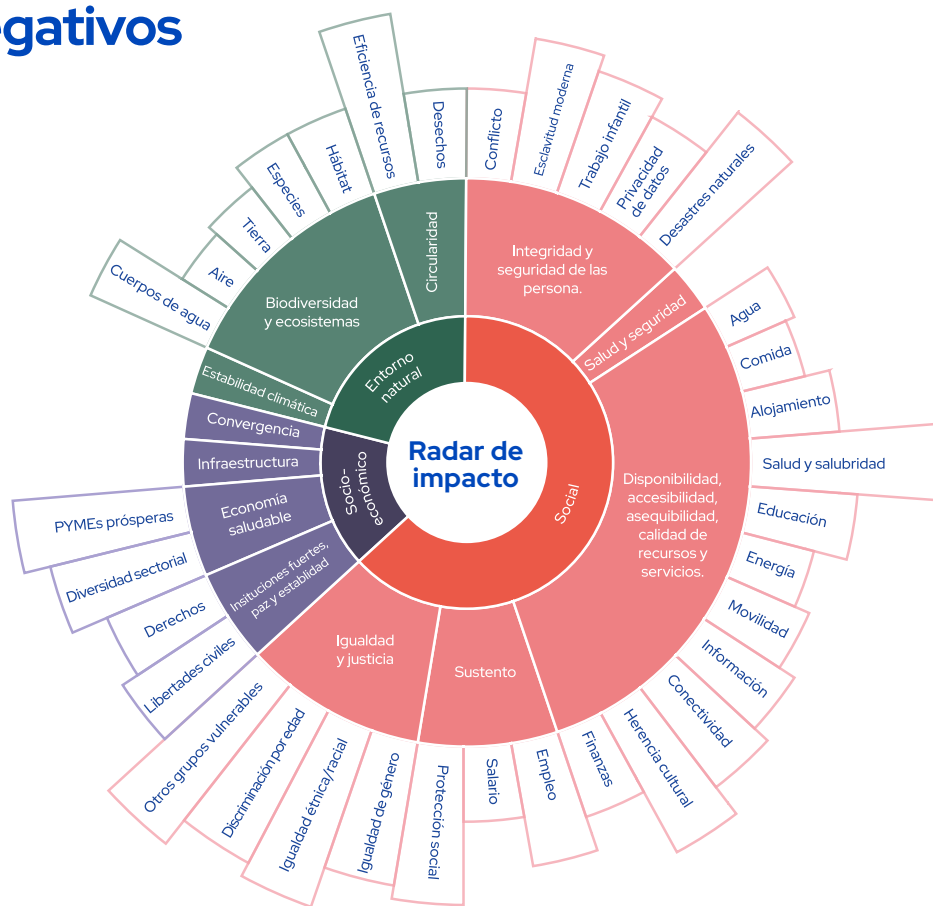 egativos
Radar de
impacto
Social
Socio-
económico
Entorno
natural
Circularidad
Integridad y
seguridad de las
persona.
Salud y seguridad
Disponibilidad,
accesibilidad,
asequibilidad,
calidad de
recursos y
servicios.
Sustento
Igualdad
y justicia
Insituciones fuertes,
paz y establidad
Economía
saludable
Infraestructura
Convergencia
Estabilidad climática
Biodiversidad
y ecosistemas
Conflicto
Esclavitud moderna
Trabajo infantil
Privacidad
de datos
Desastres naturales
Agua
Comida
Alojamiento
Salud y salubridad
Educación
Energía
Movilidad
Información
Conectividad
Herencia cultural
Finanzas
Empleo
Salario
Protección social
Igualdad de género
Igualdad étnica/racial
Discriminación por edad
Otros grupos vulnerables
Libertades civiles
Derechos
Diversidad sectorial
PYMEs prósperas
Cuerpos de agua
Aire
Tierra
Especies
Hábitat
Eficiencia de recursos
Desechos